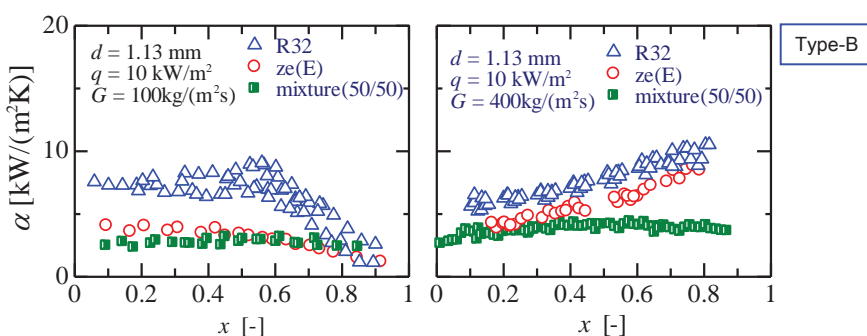 20
10
0
α [kW/(m²K)]
d = 1.13 mm
q = 10 kW/m²
G = 100kg/(m²s)
R32
ze(E)
mixture(50/50)
0 0.2 0.4 0.6 0.8 1
x [-]
d = 1.13 mm
q = 10 kW/m²
G = 400kg/(m²s)
R32
ze(E)
mixture(50/50)
0 0.2 0.4 0.6 0.8 1
x [-]
Type-B